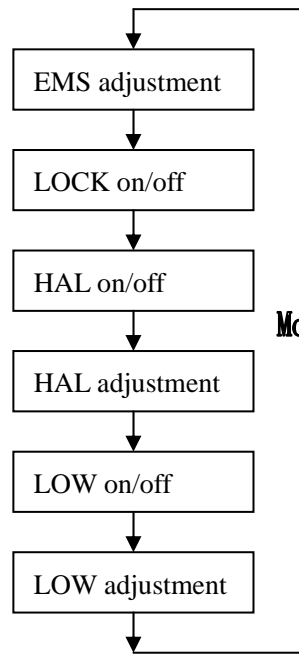 EMS adjustment
LOCK on/off
HAL on/off
HAL adjustment
LOW on/off
LOW adjustment